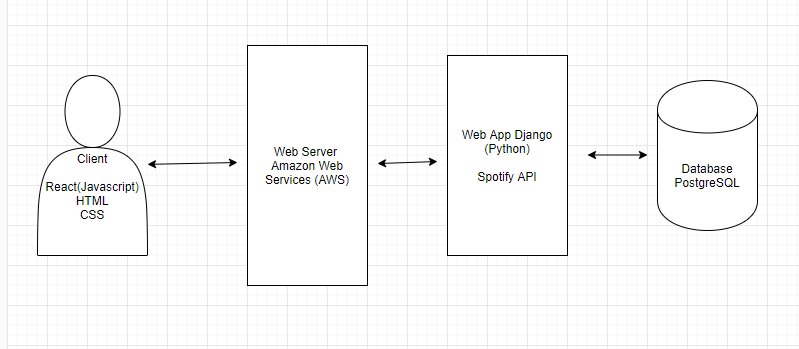 Client
React(Javascript)
HTML
CSS
Web Server
Amazon Web
Services (AWS)
Web App Django
(Python)
Spotify API
Database
PostgreSQL